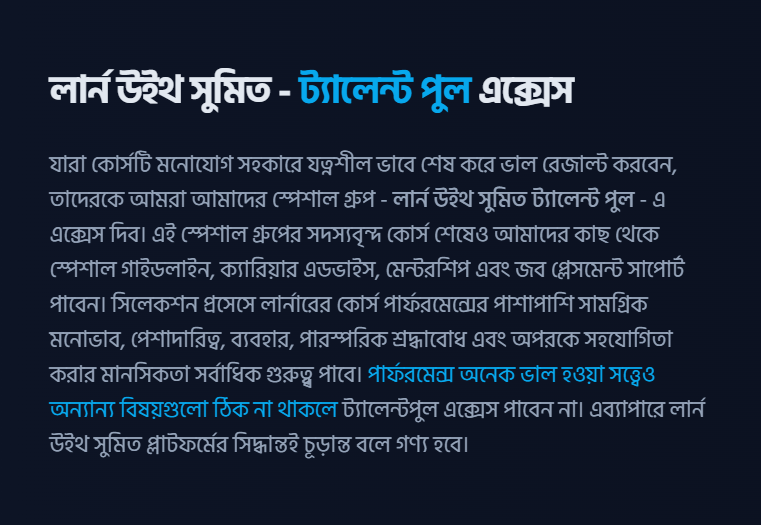 লার্ন উইথ সুমিত - ট্যালেন্ট পুল এক্সেস
যারা কোর্সটি মনোযোগ সহকারে যত্নশীল ভাবে শেষ করে ভাল রেজাল্ট করবেন,
তাদেরকে আমরা আমাদের স্পেশাল গ্রুপ - লার্ন উইথ সুমিত ট্যালেন্ট পুল - এ
এক্সেস দিব। এই স্পেশাল গ্রুপের সদস্যবৃন্দ কোর্স শেষেও আমাদের কাছ থেকে
স্পেশাল গাইডলাইন, ক্যারিয়ার এডভাইস, মেন্টরশিপ এবং জব প্লেসমেন্ট সাপোর্ট
পাবেন। সিলেকশন প্রসেসে লার্নারের কোর্স পার্ফরমেন্সের পাশাপাশি সামগ্রিক
মনোভাব, পেশাদারিত্ব, ব্যবহার, পারস্পরিক শ্রদ্ধাবোধ এবং অপরকে সহযোগিতা
করার মানসিকতা সর্বাধিক গুরুত্ত্ব পাবে। পার্ফরমেন্স অনেক ভাল হওয়া সত্ত্বেও
অন্যান্য বিষয়গুলো ঠিক না থাকলে ট্যালেন্টপুল এক্সেস পাবেন না। এব্যাপারে লার্ন
উইথ সুমিত প্লাটফর্মের সিদ্ধান্তই চূড়ান্ত বলে গণ্য হবে।